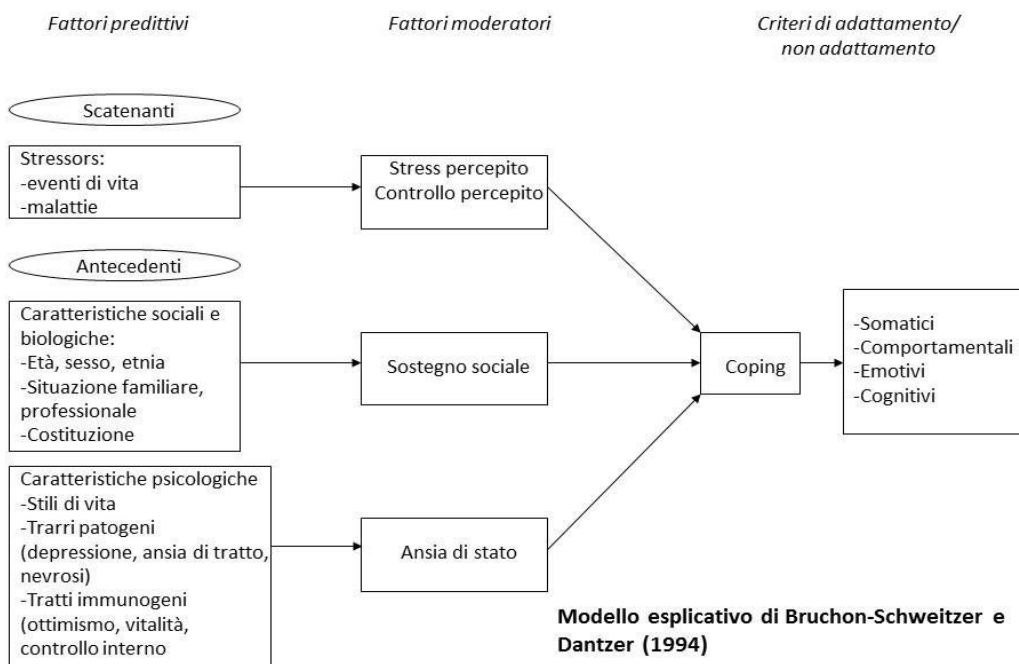 Fattori predittivi
Fattori moderatori
Criteri di adattamento/
non adattamento
Scatenanti
Stressors:
-eventi di vita
-malattie
Stress percepito
Controllo percepito
Antecedenti
Caratteristiche sociali e
biologiche:
-Età, sesso, etnia
-Situazione familiare,
professionale
-Costituzione
Sostegno sociale
Coping
-Somatici
-Comportamentali
-Emotivi
-Cognitivi
Caratteristiche psicologiche
-Stili di vita
-Trarri patogeni
(depressione, ansia di tratto,
nevrosi)
-Tratti immunogeni
(ottimismo, vitalità,
controllo interno
Ansia di stato
Modello esplicativo di Bruchon-Schweitzer e
Dantzer (1994)